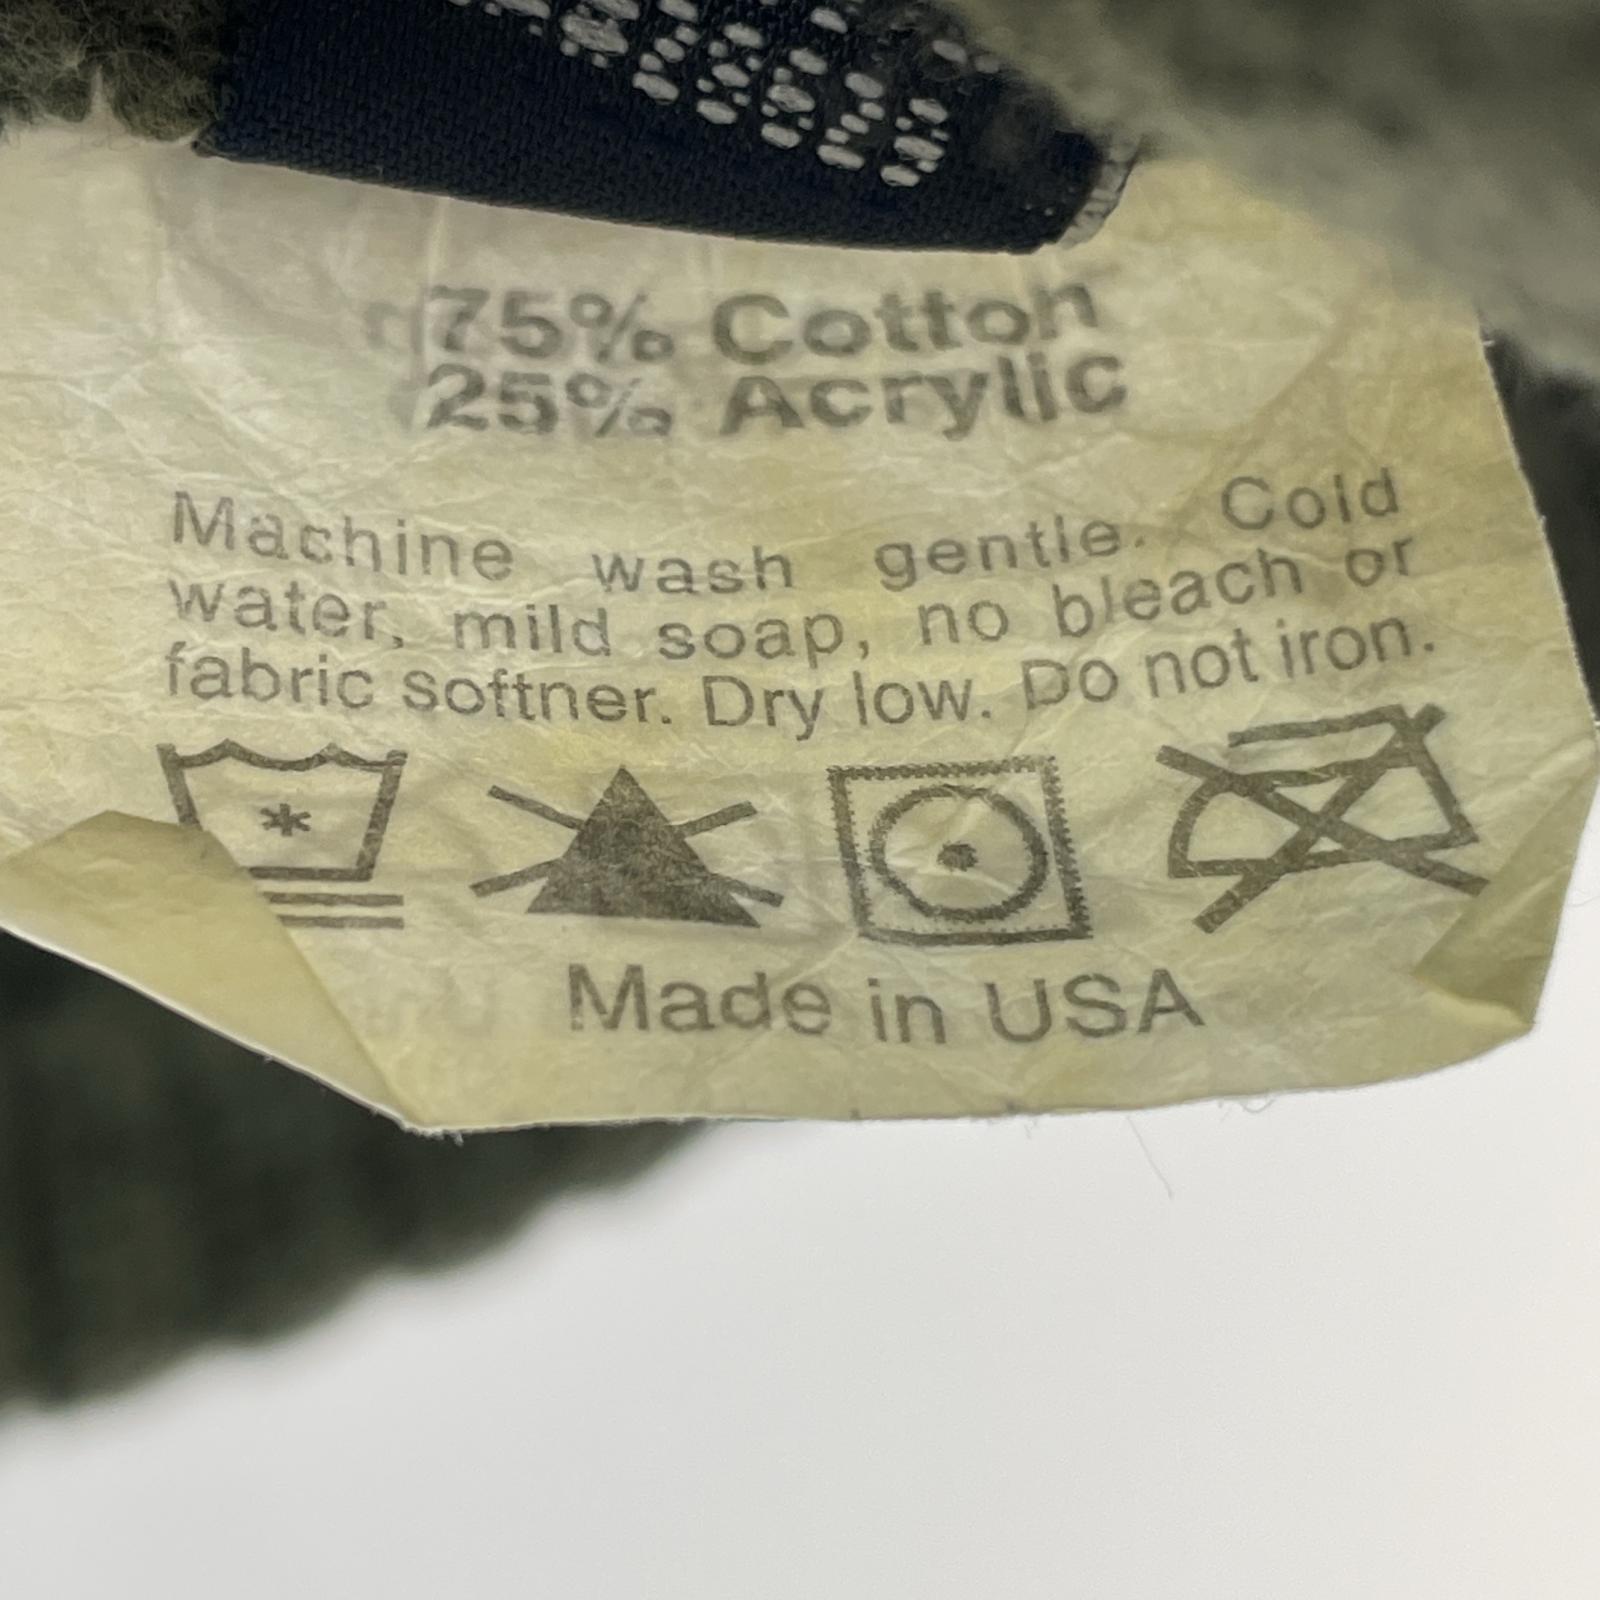 75% Cotton
25% Acrylic
Machine wash gentle. Cold
water, mild soap, no bleach or
fabric softner. Dry low. Do not iron.
Made in USA